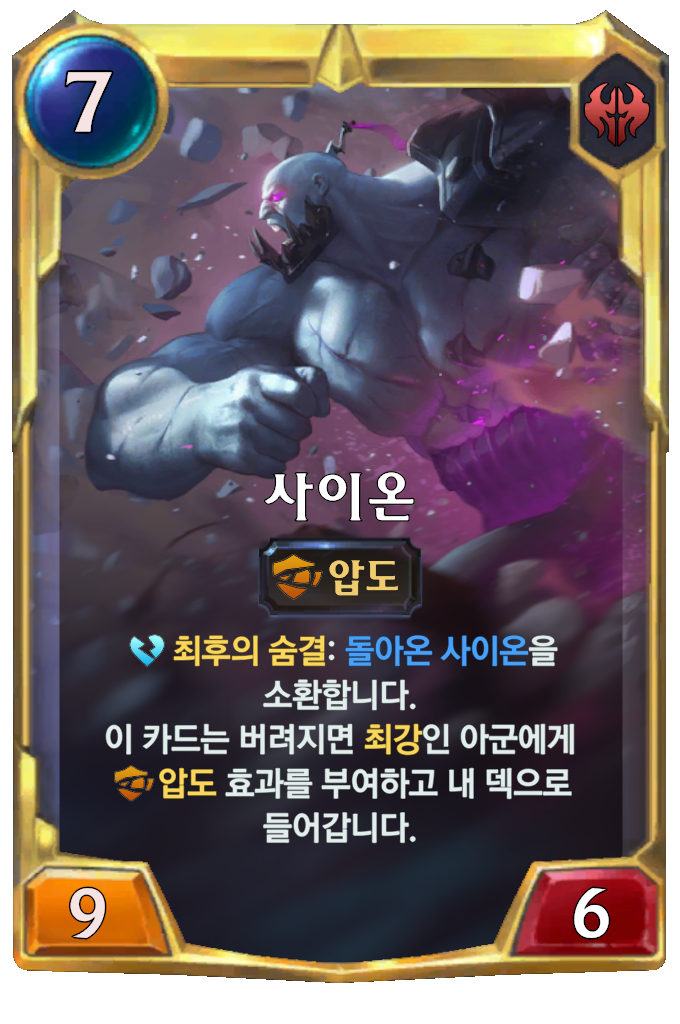 7
사이온
압도
최후의 숨결: 돌아온 사이온을
소환합니다.
이 카드는 버려지면 최강인 아군에게
압도 효과를 부여하고 내 덱으로
들어갑니다.
9
6